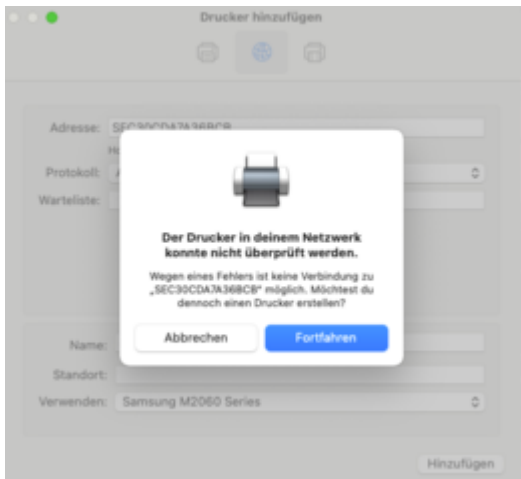 Drucker hinzufügen
Adresse: SEC30CDA7A36BCB
Protokoll:
Warteliste:
Der Drucker in deinem Netzwerk
konnte nicht überprüft werden.
Wegen eines Fehlers ist keine Verbindung zu
„SEC30CDA7A36BCB“ möglich. Möchtest du
dennoch einen Drucker erstellen?
Abbrechen
Fortfahren
Name:
Standort:
Verwenden: Samsung M2060 Series
Hinzufügen